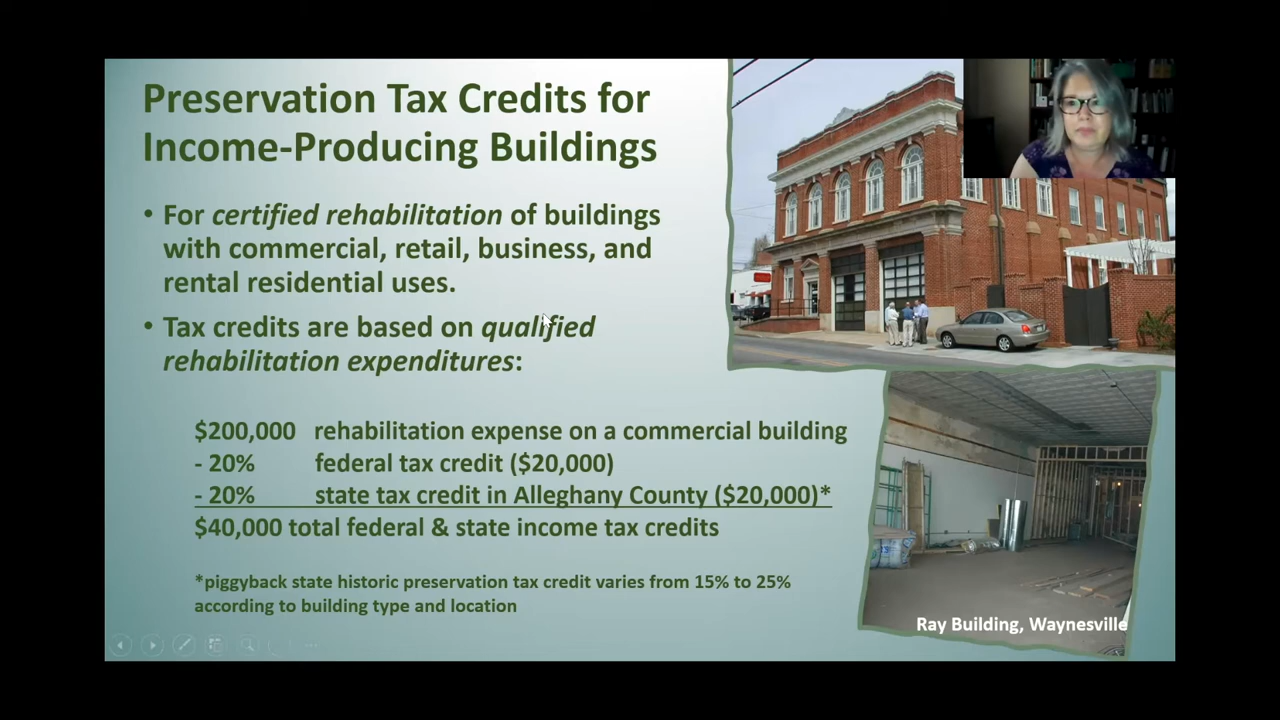 Preservation Tax Credits for
Income-Producing Buildings
• For certified rehabilitation of buildings
with commercial, retail, business, and
rental residential uses.
• Tax credits are based on qualified
rehabilitation expenditures:
$200,000 rehabilitation expense on a commercial building
- 20% federal tax credit ($20,000)
- 20% state tax credit in Alleghany County ($20,000)*
$40,000 total federal & state income tax credits
*piggyback state historic preservation tax credit varies from 15% to 25%
according to building type and location
Ray Building, Waynesville